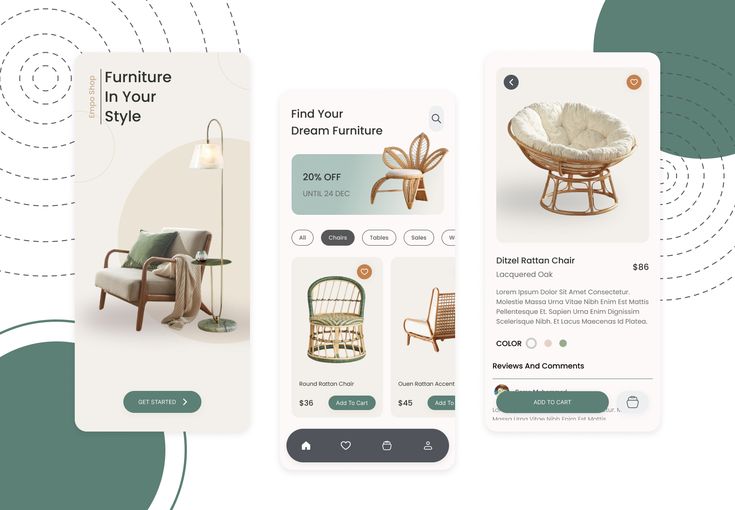 Empo Shop
Furniture
In Your
Style
GET STARTED
Find Your
Dream Furniture
20% OFF
UNTIL 24 DEC
All
Chairs
Tables
Sales
Round Rattan Chair
$36
Add To Cart
Ouen Rattan Accent
$45
Add To
Ditzel Rattan Chair
$86
Lacquered Oak
Lorem Ipsum Dolor Sit Amet Consectetur.
Molestie Massa Urna Vitae Nibh Enim Est Mattis
Pellentesque Et. Sapien Urna Enim Dignissim
Scelerisque Nibh. Et Lacus Maecenas Id Platea.
COLOR
Reviews And Comments
ADD TO CART
Massa Urna Vitae Nibh Enim Est Mattis